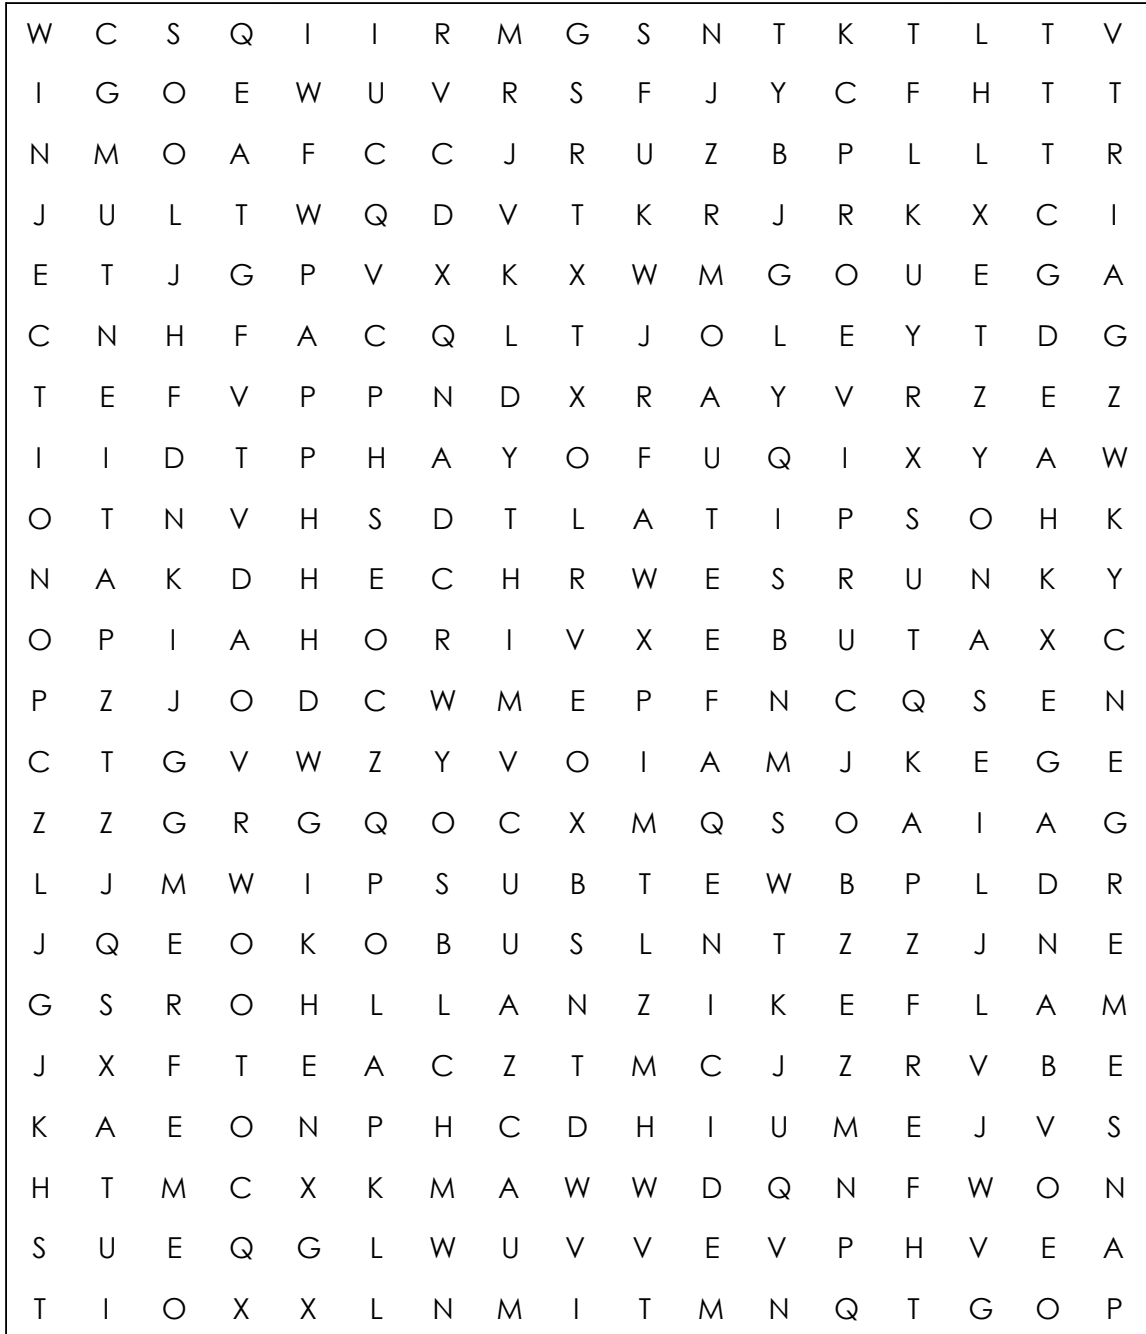 W C S Q I I R M G S N T K T L T V
I G O E W U V R S F J Y C F H T T
N M O A F C C J R U Z B P L L T R
J U L T W Q D V T K R J R K X C I
E T J G P V X K X W M G O U E G A
C N H F A C Q L T J O L E Y T D G
T E F V P P N D X R A Y V R Z E Z
I I D T P H A Y O F U Q I X Y A W
O T N V H S D T L A T I P S O H K
N A K D H E C H R W E S R U N K Y
O P I A H O R I V X E B U T A X C
P Z J O D C W M E P F N C Q S E N
C T G V W Z Y V O I A M J K E G E
Z Z G R G Q O C X M Q S O A I A G
L J M W I P S U B T E W B P L D R
J Q E O K O B U S L N T Z Z J N E
G S R O H L L A N Z I K E F L A M
J X F T E A C Z T M C J Z R V B E
K A E O N P H C D H I U M E J V S
H T M C X K M A W W D Q N F W O N
S U E Q G L W U V V E V P H V E A
T I O X X L N M I T M N Q T G O P